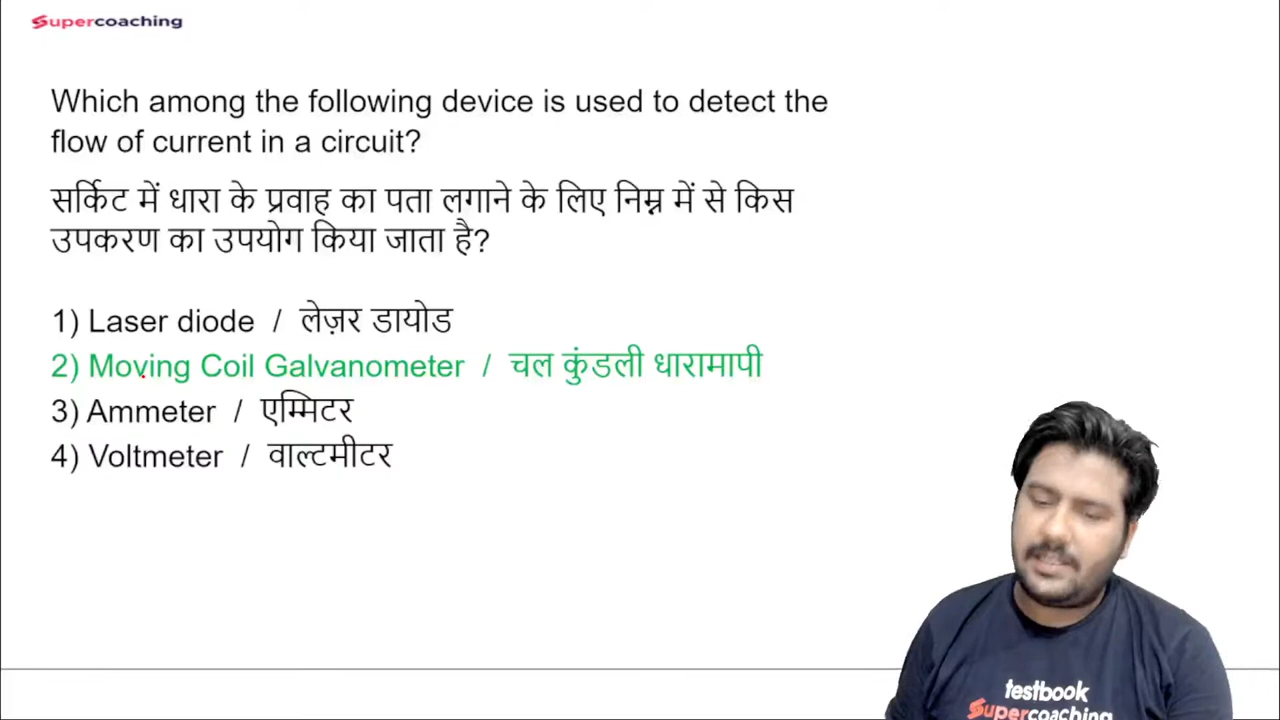 Supercoaching
Which among the following device is used to detect the
flow of current in a circuit?
सर्किट में धारा के प्रवाह का पता लगाने के लिए निम्न में से किस
उपकरण का उपयोग किया जाता है?
1) Laser diode / लेज़र डायोड
2) Moving Coil Galvanometer / चल कुंडली धारामापी
3) Ammeter / एम्मिटर
4) Voltmeter / वाल्टमीटर
testbook
Supercoaching